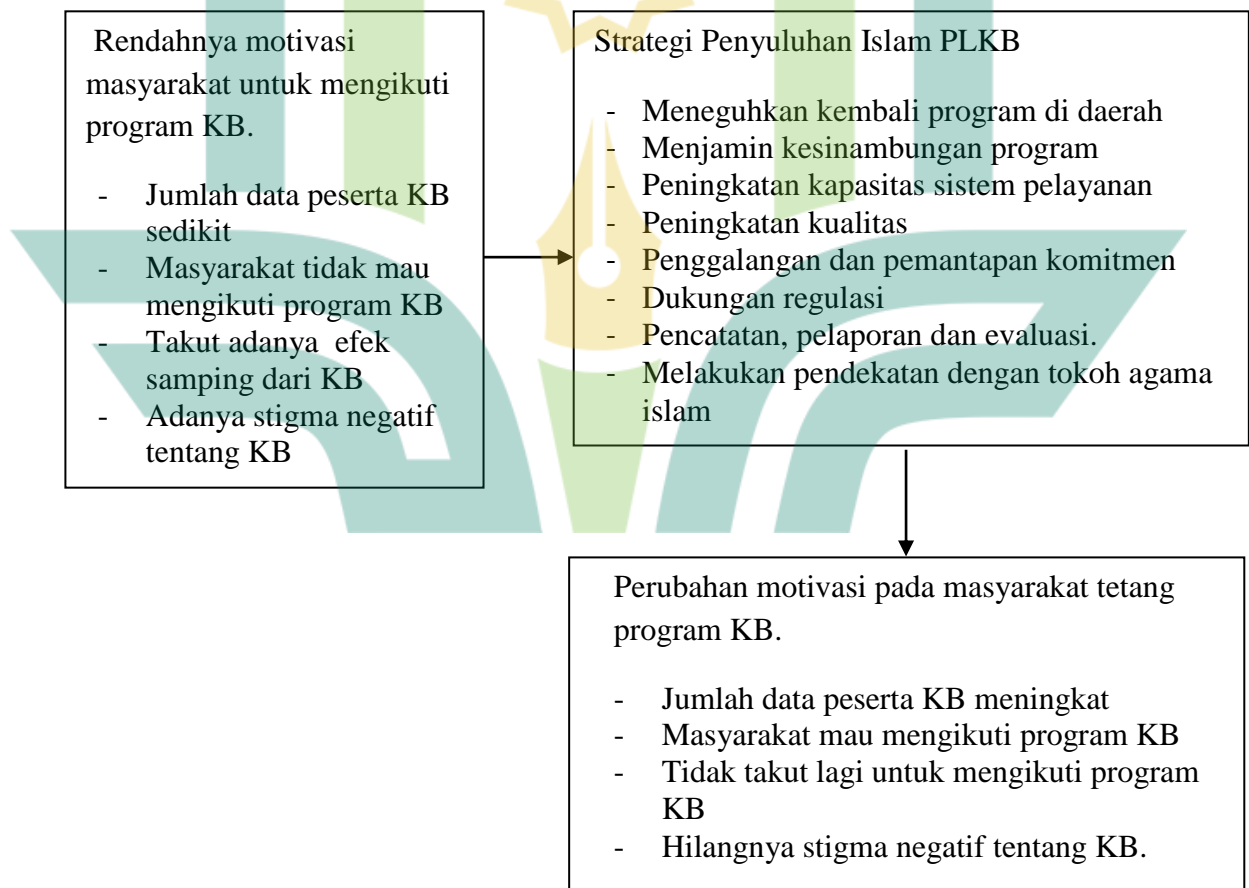 Rendahnya motivasi
masyarakat untuk mengikuti
program KB.
- Jumlah data peserta KB
sedikit
- Masyarakat tidak mau
mengikuti program KB
- Takut adanya efek
samping dari KB
- Adanya stigma negatif
tentang KB
Strategi Penyuluhan Islam PLKB
- Meneguhkan kembali program di daerah
- Menjamin kesinambungan program
- Peningkatan kapasitas sistem pelayanan
- Peningkatan kualitas
- Penggalangan dan pemantapan komitmen
- Dukungan regulasi
- Pencatatan, pelaporan dan evaluasi.
- Melakukan pendekatan dengan tokoh agama
islam
Perubahan motivasi pada masyarakat tetang
program KB.
- Jumlah data peserta KB meningkat
- Masyarakat mau mengikuti program KB
- Tidak takut lagi untuk mengikuti program
KB
- Hilangnya stigma negatif tentang KB.